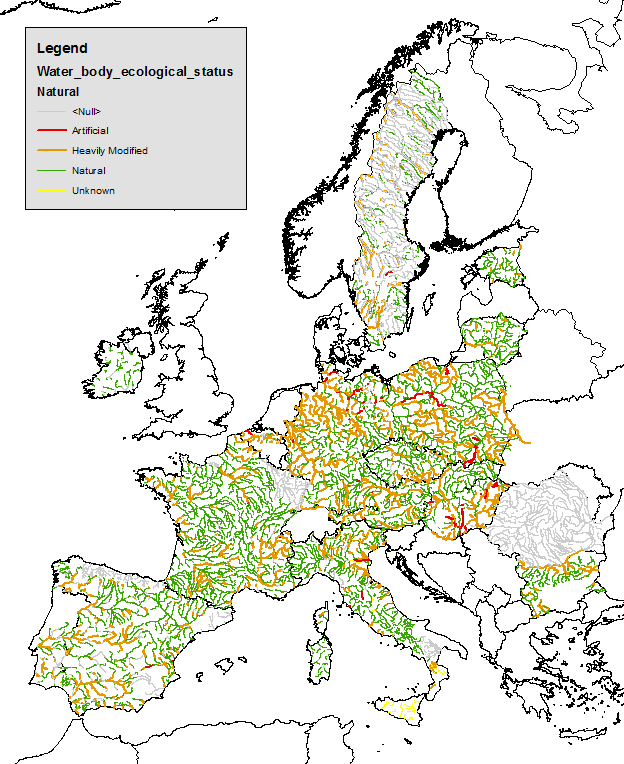 Legend
Water_body_ecological_status
Natural
<Null>
Artificial
Heavily Modified
Natural
Unknown